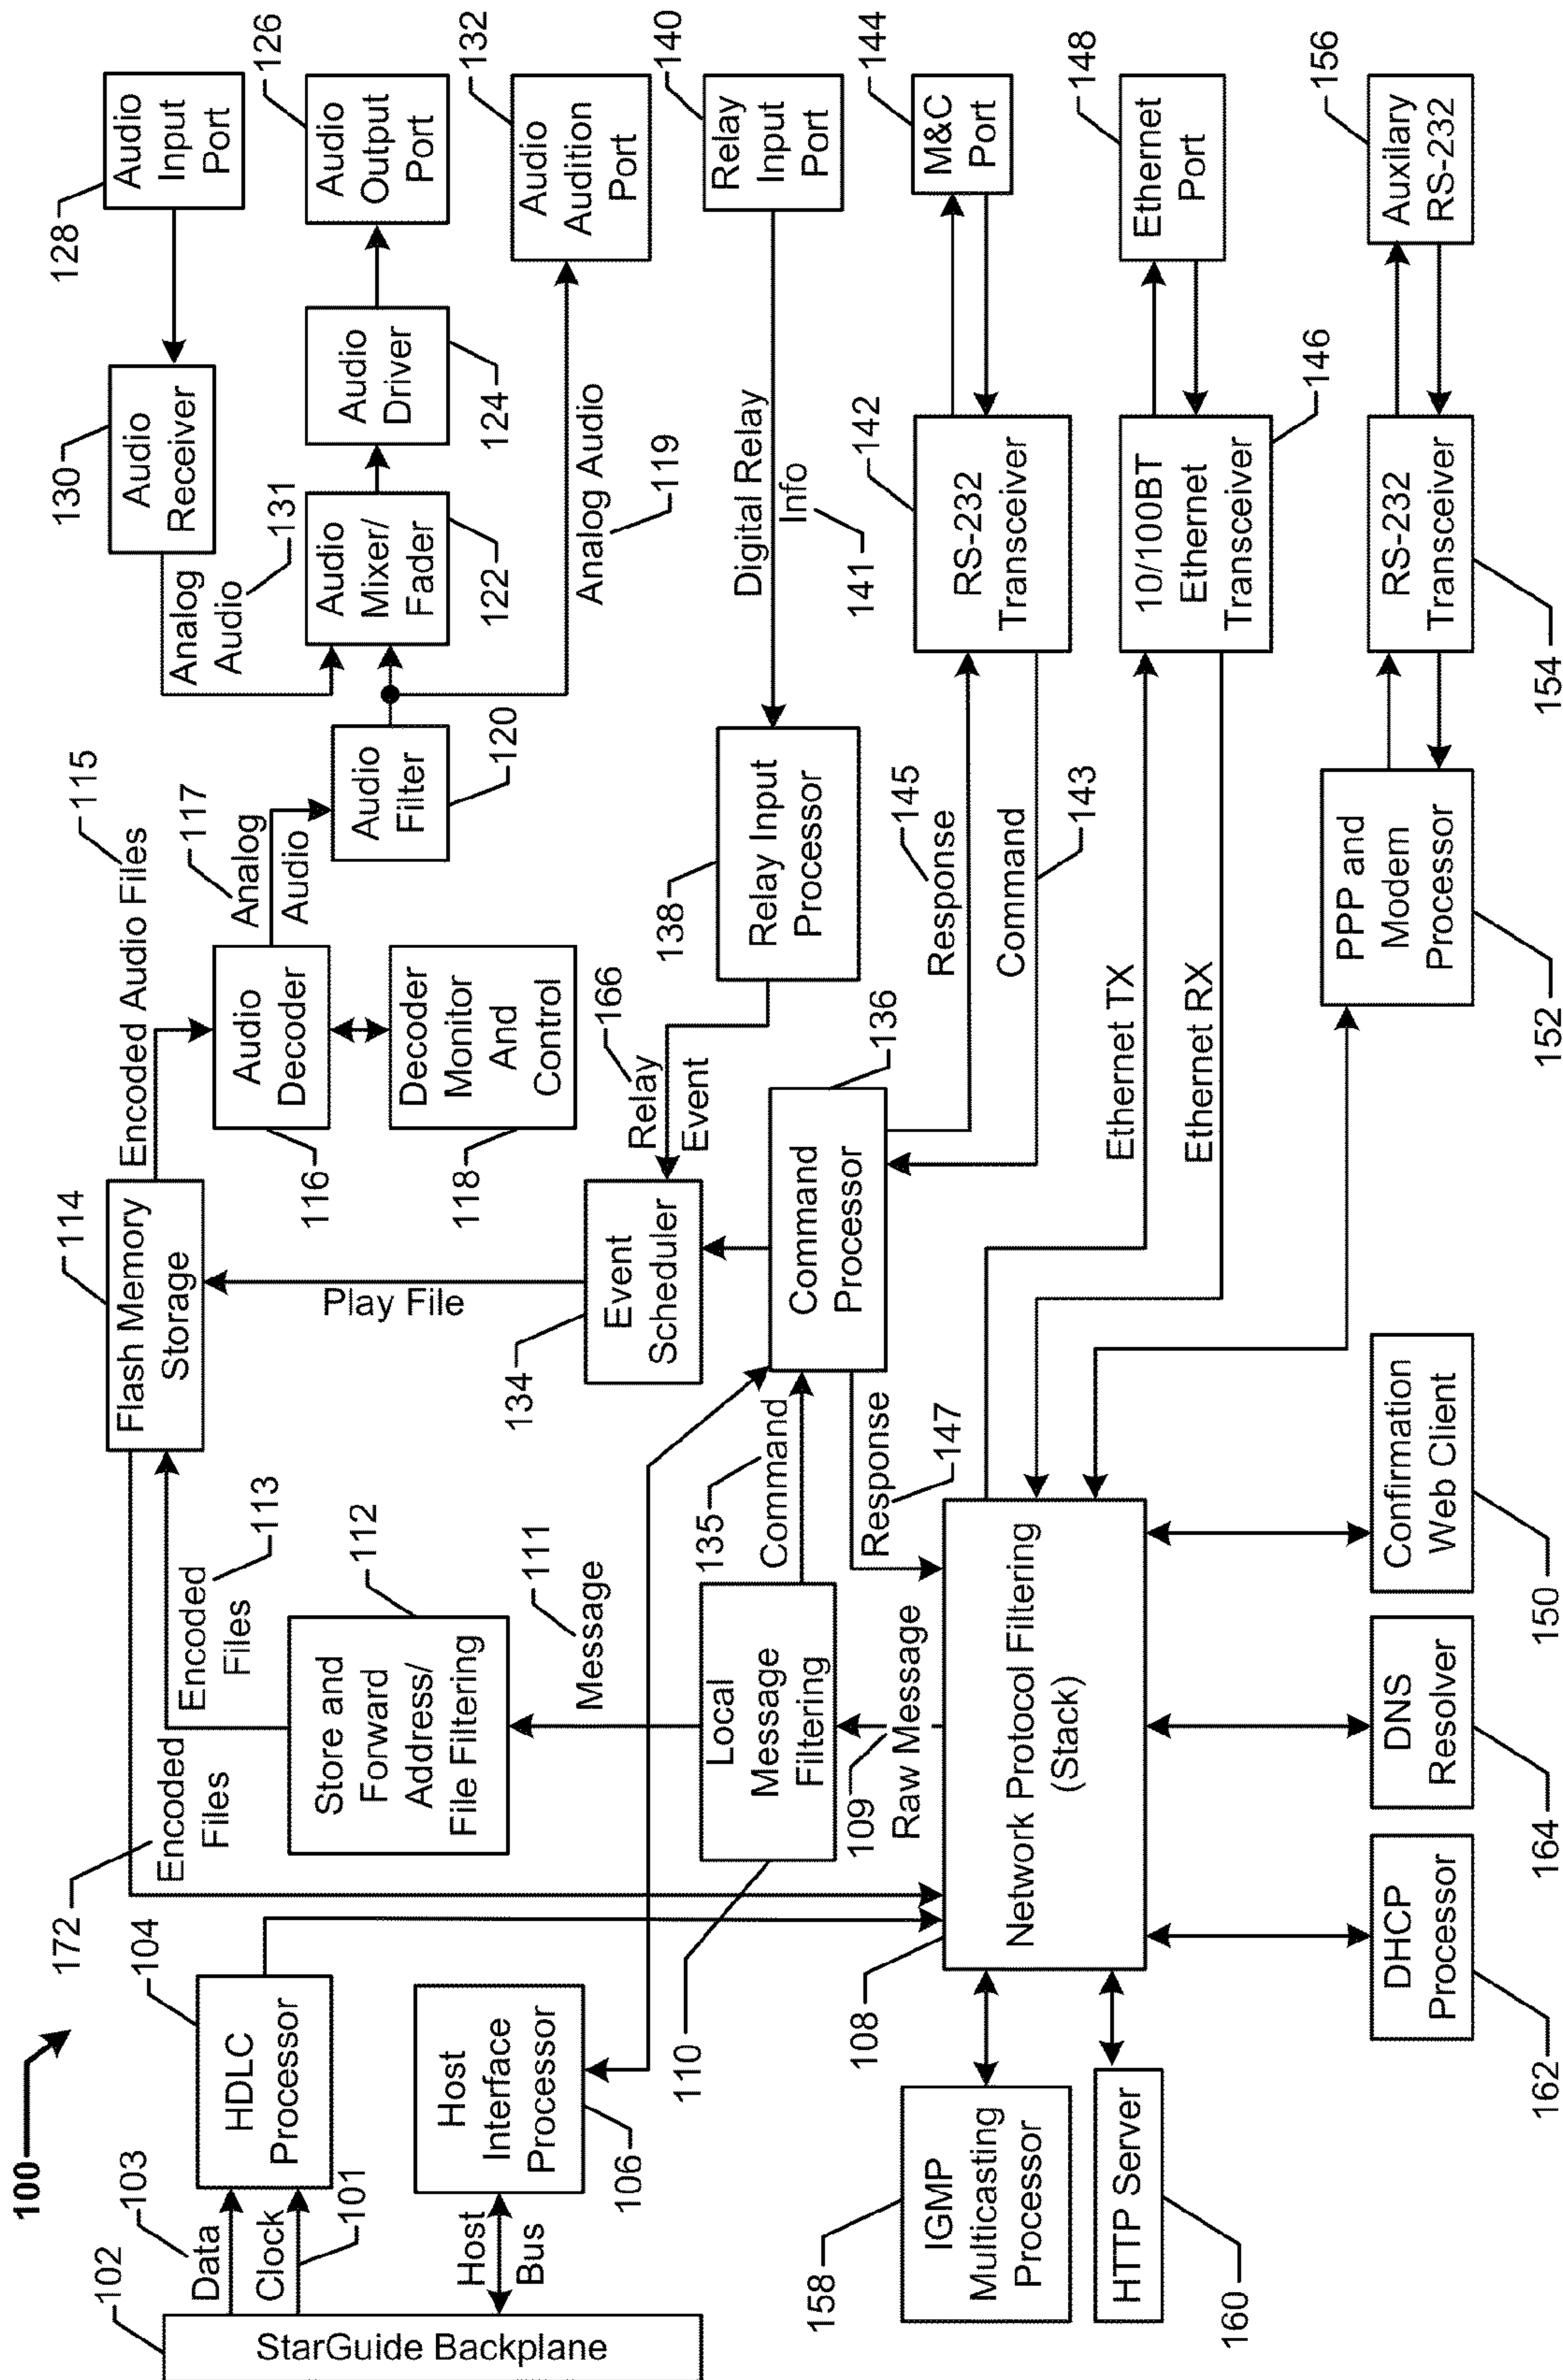 100
102
StarGuide Backplane
103
Data
Clock
101
Host
Bus
104
HDLC
Processor
Host
Interface
Processor
106
172
Encoded
Files
Encoded
Files
113
112
Store and
Forward
Address/
File Filtering
111
Message
110
Local
Message
Filtering
109
Raw Message
135
Command
Response
147
108
Network Protocol Filtering
(Stack)
158
IGMP
Multicasting
Processor
HTTP Server
160
DHCP
Processor
162
DNS
Resolver
164
Confirmation
Web Client
150
114
Flash Memory
Storage
Play File
134
Event
Scheduler
Command
Processor
136
Encoded Audio Files
115
116
Audio
Decoder
118
Decoder
Monitor
And
Control
117
Analog
Audio
Audio
Filter
120
166
Relay
Event
138
Relay Input
Processor
Response
145
Command
143
Ethernet TX
Ethernet RX
PPP and
Modem
Processor
152
128
Audio
Input
Port
130
Audio
Receiver
Analog
Audio
131
Audio
Mixer/
Fader
122
Audio
Driver
124
Audio
Output
Port
126
Analog Audio
119
Audio
Audition
Port
132
Digital Relay
Info
141
Relay
Input
Port
140
142
RS-232
Transceiver
M&C
Port
144
10/100BT
Ethernet
Transceiver
146
Ethernet
Port
148
RS-232
Transceiver
154
Auxilary
RS-232
156